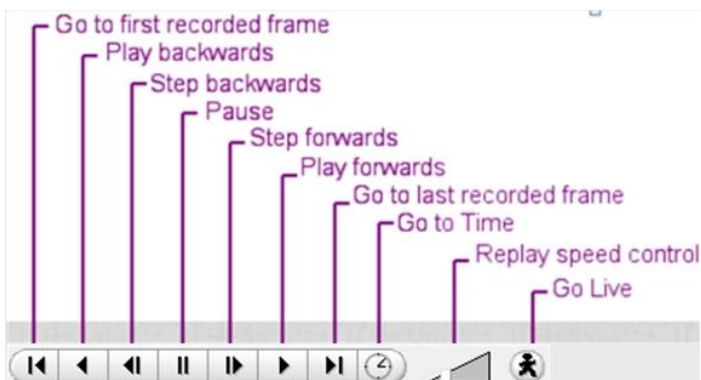 Go to first recorded frame
Play backwards
Step backwards
Pause
Step forwards
Play forwards
Go to last recorded frame
Go to Time
Replay speed control
Go Live